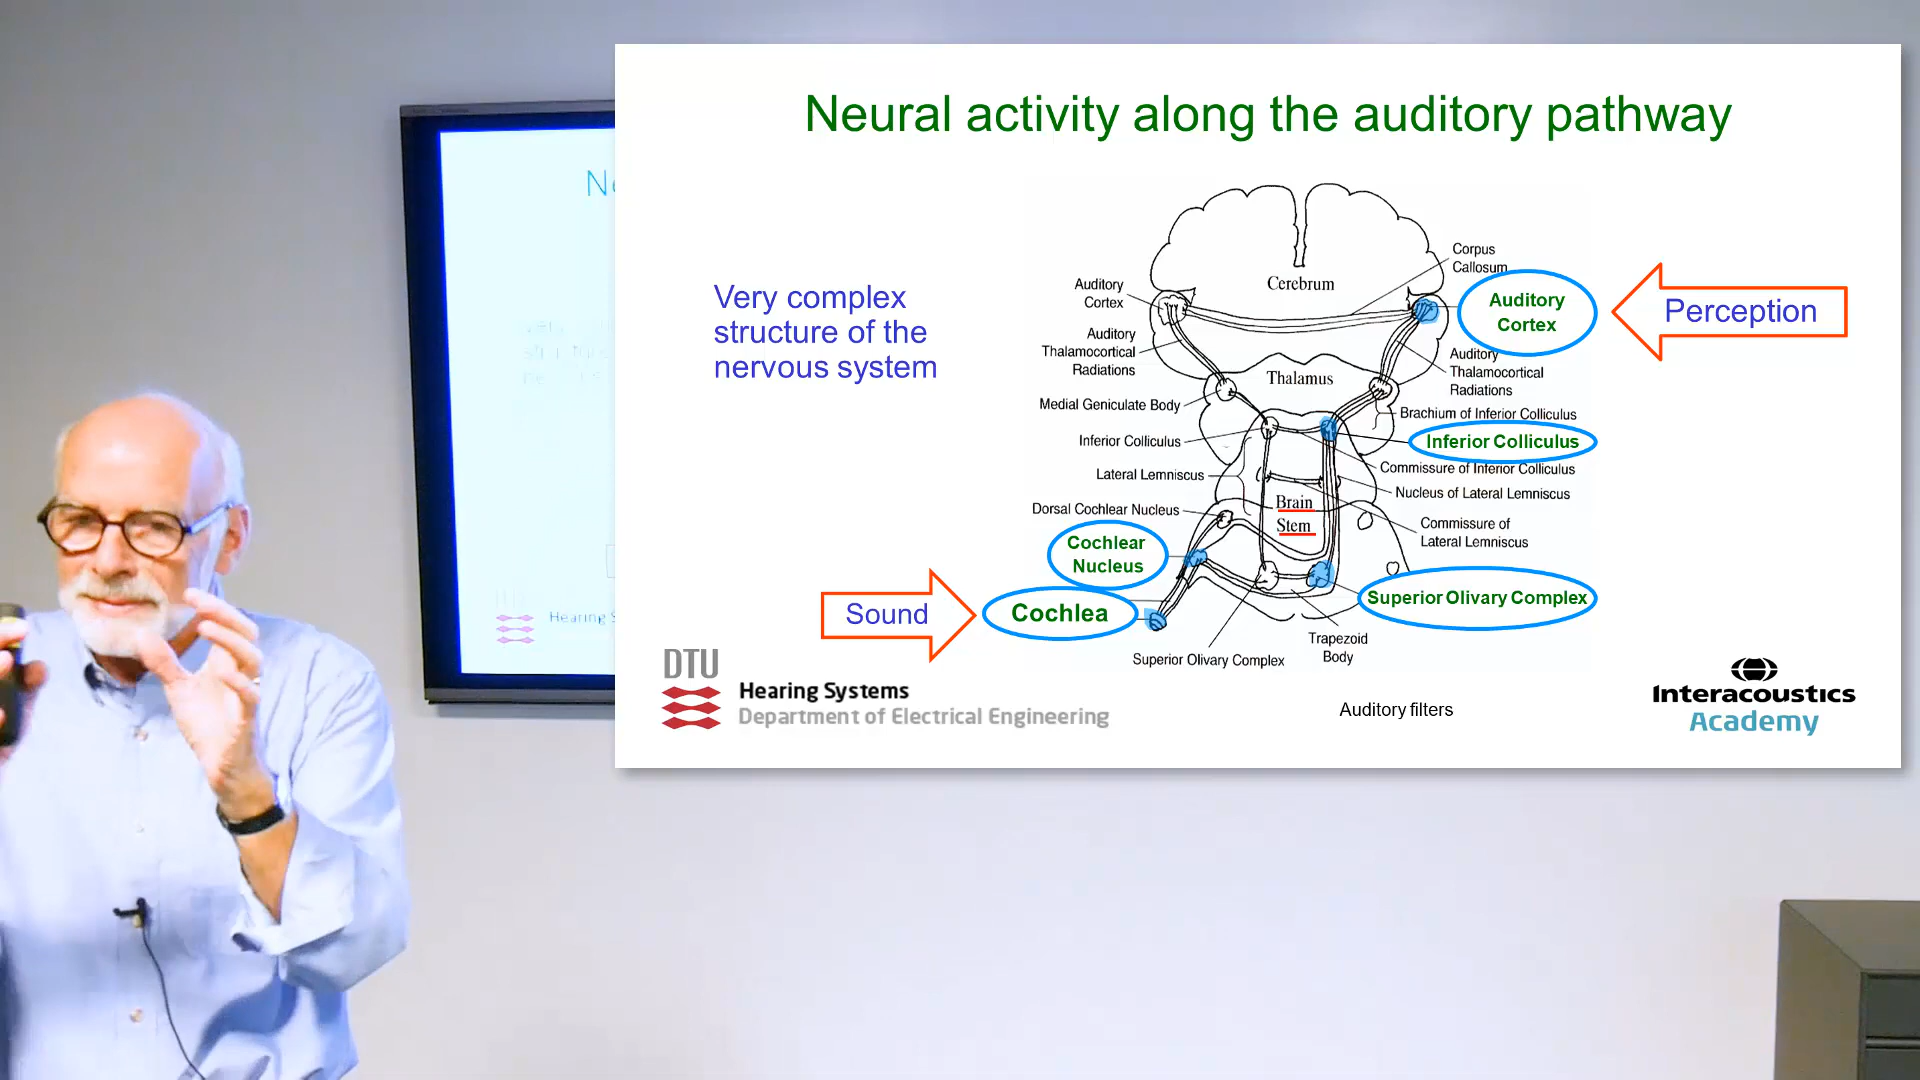 Neural activity along the auditory pathway
Very complex
structure of the
nervous system
Corpus
Callosum
Cerebrum
Auditory
Cortex
Auditory
Cortex
Perception
Auditory
Thalamocortical
Radiations
Auditory
Thalamocortical
Radiations
Thalamus
Medial Geniculate Body
Brachium of Inferior Colliculus
Inferior Colliculus
Inferior Colliculus
Commissure of Inferior Colliculus
Lateral Lemniscus
Nucleus of Lateral Lemniscus
Brain
Stem
Dorsal Cochlear Nucleus
Commissure of
Lateral Lemniscus
Cochlear
Nucleus
Superior Olivary Complex
Sound
Cochlea
Trapezoid
Body
Superior Olivary Complex
DTU
Hearing Systems
Department of Electrical Engineering
Auditory filters
Interacoustics
Academy
Hearing